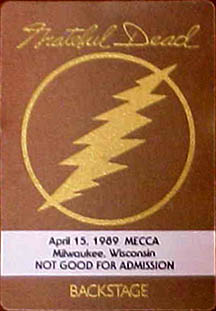 Grateful Dead
April 15, 1989 MECCA
Milwaukee, Wisconsin
NOT GOOD FOR ADMISSION
BACKSTAGE